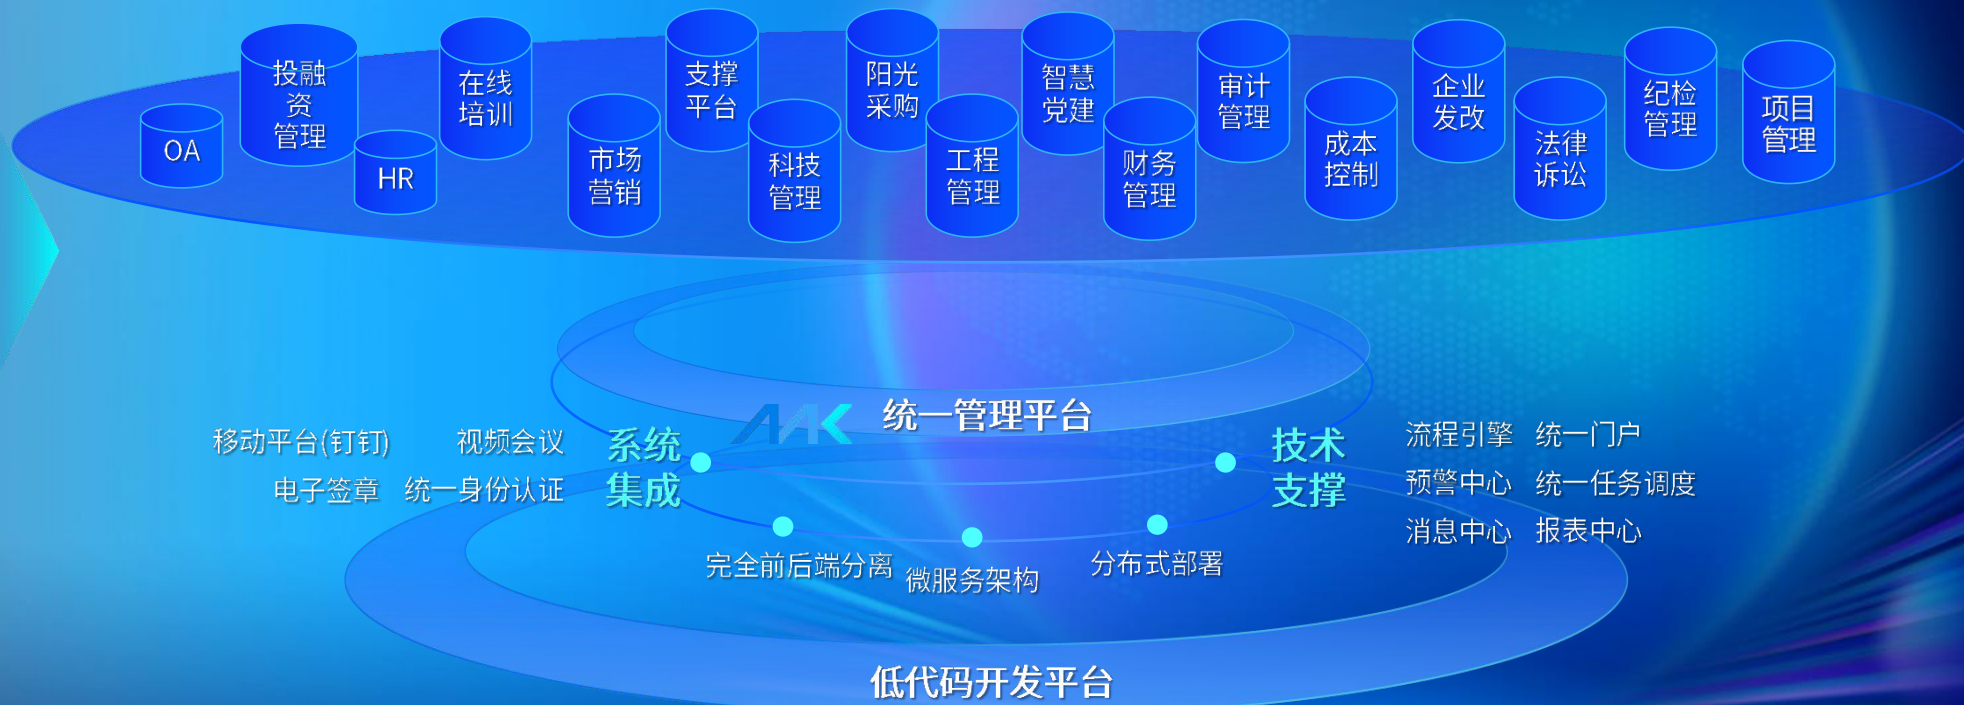 OA
投融
资
管理
HR
在线
培训
市场
营销
支撑
平台
科技
管理
阳光
采购
工程
管理
智慧
党建
财务
管理
审计
管理
成本
控制
企业
发改
法律
诉讼
纪检
管理
项目
管理
统一管理平台
移动平台(钉钉)
视频会议
电子签章
统一身份认证
系统
集成
技术
支撑
流程引擎
统一门户
预警中心
统一任务调度
消息中心
报表中心
完全前后端分离
微服务架构
分布式部署
低代码开发平台